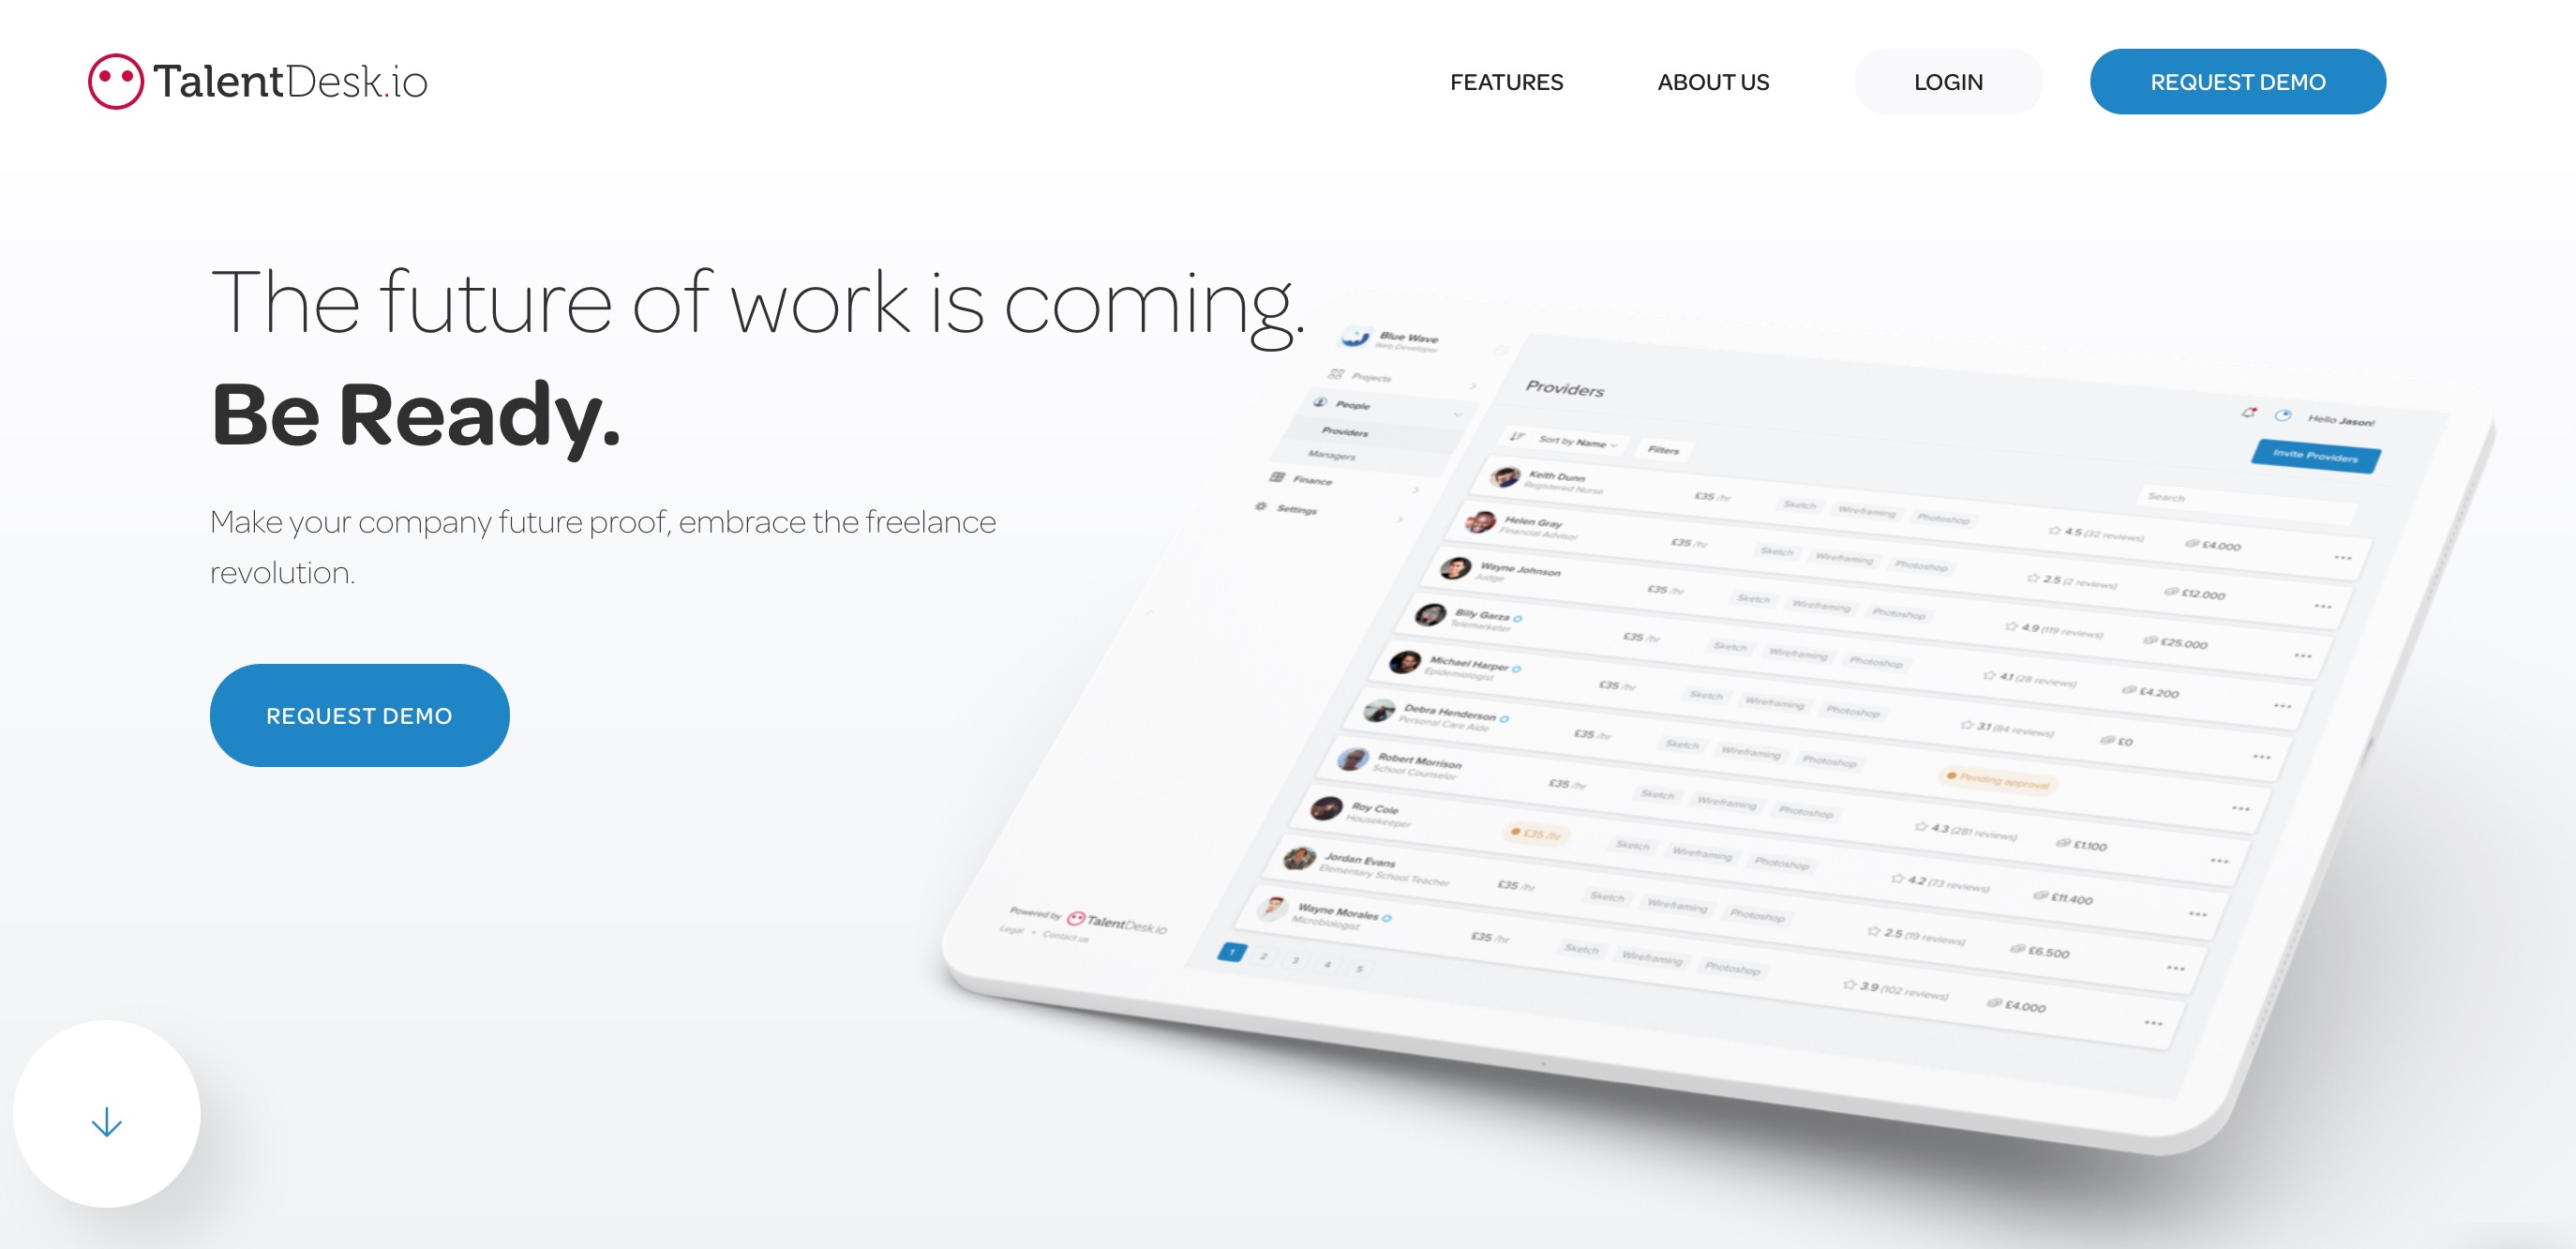 TalentDesk.io
FEATURES
ABOUT US
LOGIN
REQUEST DEMO
The future of work is coming.
Be Ready.
Make your company future proof, embrace the freelance
revolution.
REQUEST DEMO
Blue Wave
Web Developer
Projects
People
Providers
Managers
Finance
Settings
Powered by TalentDesk.io
Legal • Contact us
Providers
Hello Jason!
Invite Providers
Sort by Name
Filters
Search
Keith Dunn
Registered Nurse
£35 /hr Sketch Wireframing Photoshop 4.5 (32 reviews) £4.000
Helen Gray
Financial Advisor
£35 /hr Sketch Wireframing Photoshop 2.5 (2 reviews) £12.000
Wayne Johnson
Judge
£35 /hr Sketch Wireframing Photoshop 4.9 (119 reviews) £25.000
Billy Garza
Telemarketer
£35 /hr Sketch Wireframing Photoshop 4.1 (28 reviews) £4.200
Michael Harper
Epidemiologist
£35 /hr Sketch Wireframing Photoshop 3.1 (84 reviews) £0
Debra Henderson
Personal Care Aide
£35 /hr Sketch Wireframing Photoshop Pending approval
Robert Morrison
School Counselor
£35 /hr Sketch Wireframing Photoshop 4.3 (281 reviews) £1.100
Roy Cole
Housekeeper
£35 /hr Sketch Wireframing Photoshop 4.2 (73 reviews) £11.400
Jordan Evans
Elementary School Teacher
£35 /hr Sketch Wireframing Photoshop 2.5 (19 reviews) £6.500
Wayne Morales
Microbiologist
£35 /hr Sketch Wireframing Photoshop 3.9 (102 reviews) £4.000
1 2 3 4 5